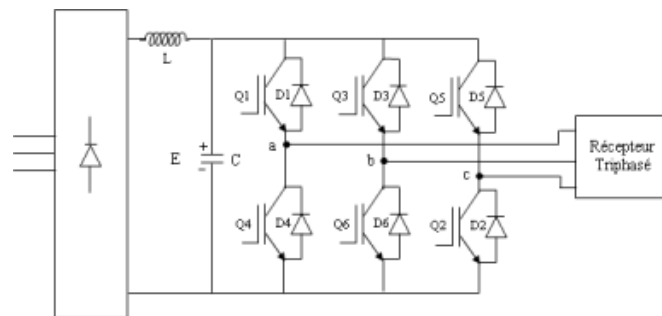 L
E
+
-
C
Q1
D1
Q3
D3
Q5
D5
a
b
c
Récepteur
Triphasé
Q4
D4
Q6
D6
Q2
D2